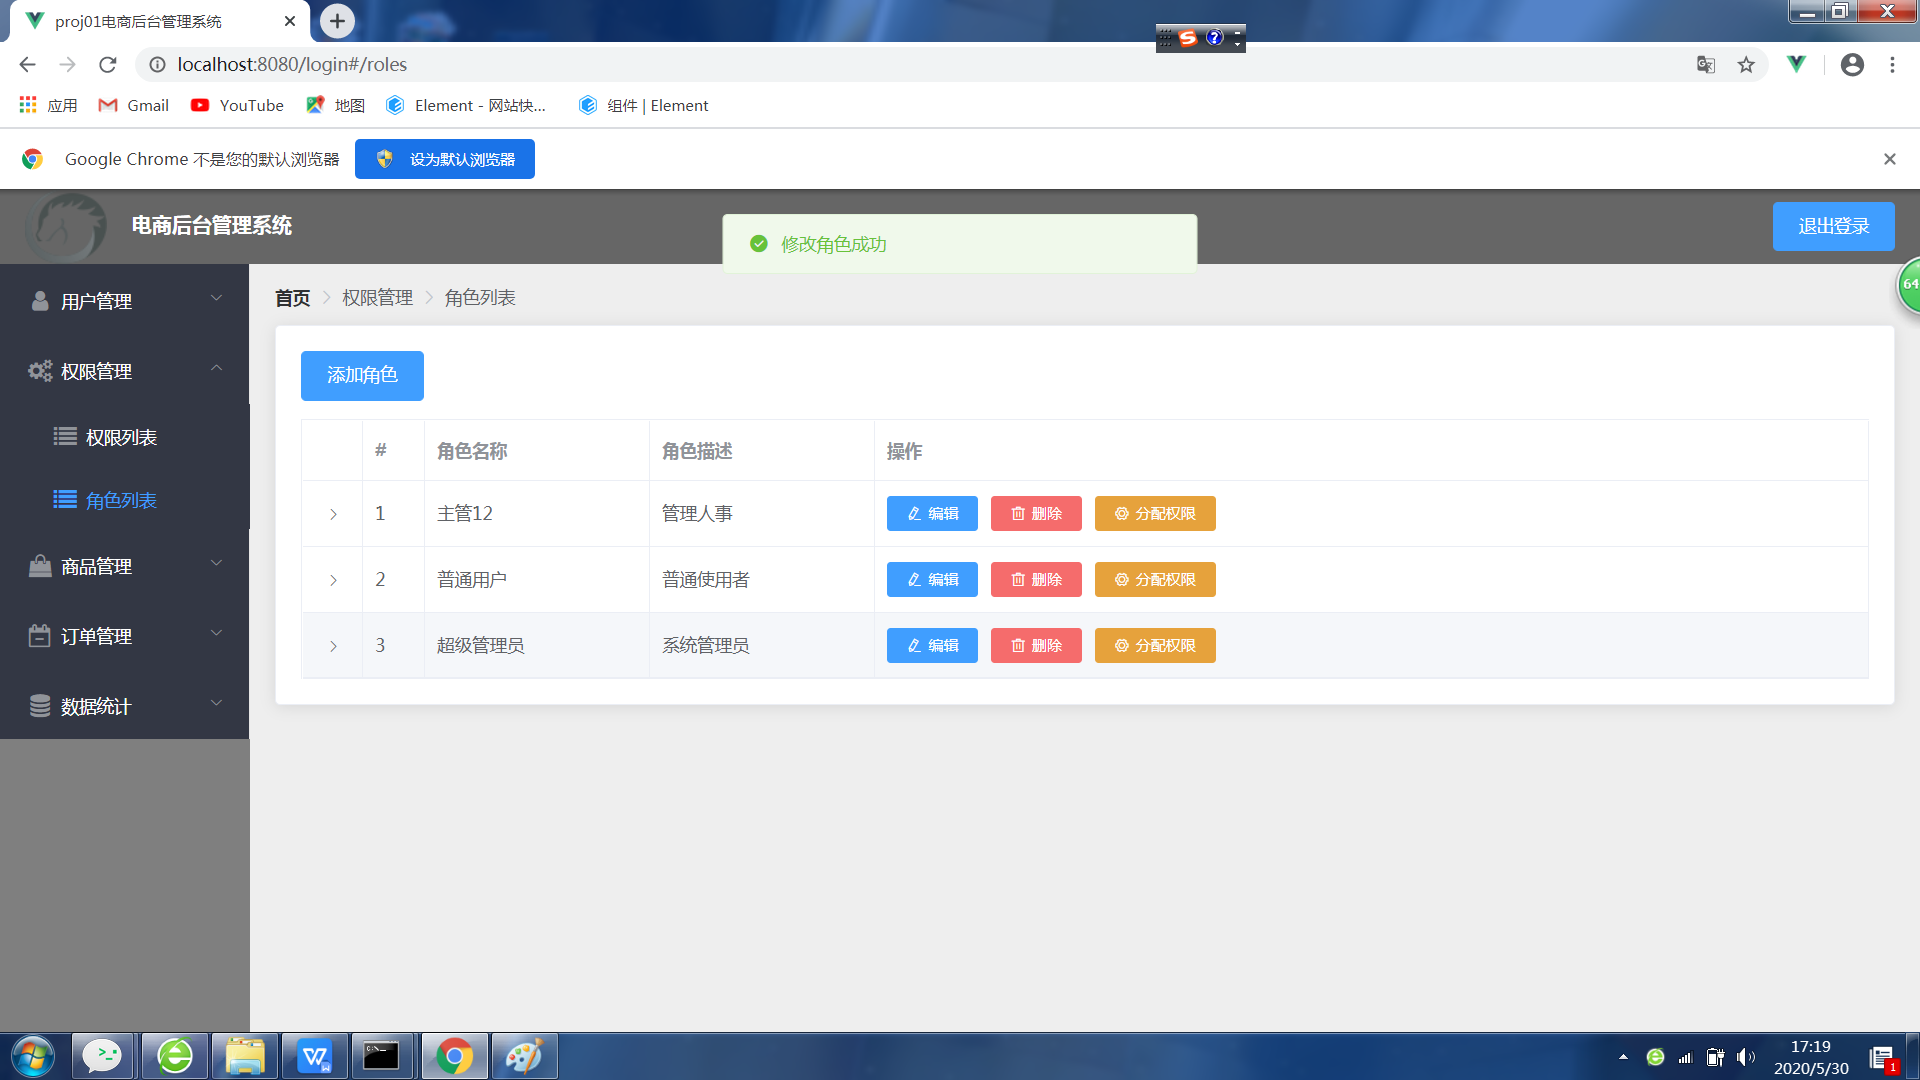 proj01电商后台管理系统
localhost:8080/login#/roles
应用 Gmail YouTube 地图 Element - 网站快... 组件 | Element
Google Chrome 不是您的默认浏览器 设为默认浏览器
电商后台管理系统
修改角色成功
退出登录
64
用户管理
权限管理
权限列表
角色列表
商品管理
订单管理
数据统计
首页 权限管理 角色列表
添加角色
# 角色名称 角色描述 操作
1 主管12 管理人事 编辑 删除 分配权限
2 普通用户 普通使用者 编辑 删除 分配权限
3 超级管理员 系统管理员 编辑 删除 分配权限
17:19
2020/5/30
1